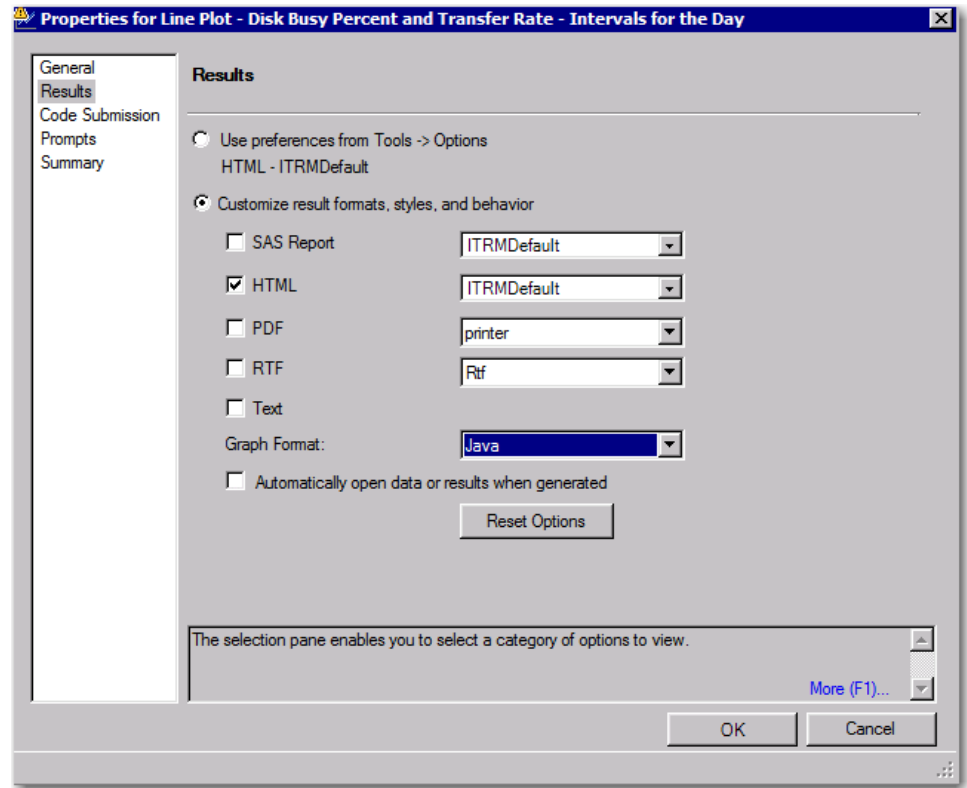 Properties for Line Plot - Disk Busy Percent and Transfer Rate - Intervals for the Day
General
Results
Code Submission
Prompts
Summary
Results
Use preferences from Tools -> Options
HTML - ITRMDefault
Customize result formats, styles, and behavior
SAS Report ITRMDefault
HTML ITRMDefault
PDF printer
RTF Rtf
Text
Graph Format: Java
Automatically open data or results when generated
Reset Options
The selection pane enables you to select a category of options to view.
More (F1)...
OK Cancel